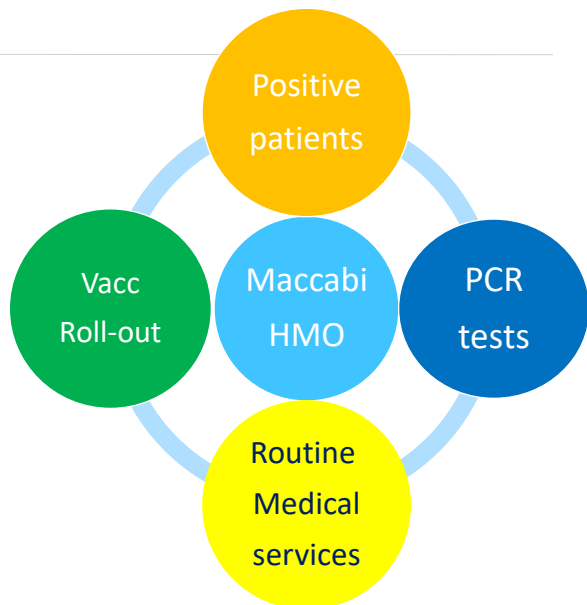 Positive
patients
Vacc
Roll-out
Maccabi
HMO
PCR
tests
Routine
Medical
services